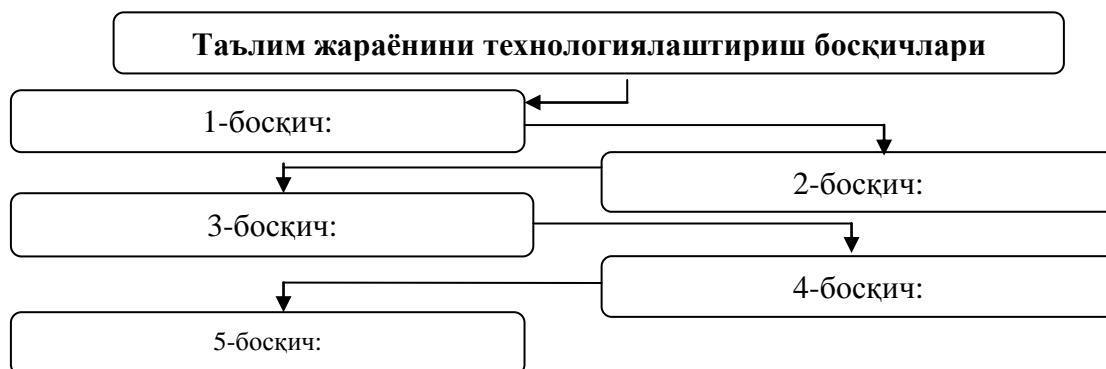 Таълим жараёнини технологиялаштириш босқичлари
1-босқич:
2-босқич:
3-босқич:
4-босқич:
5-босқич: